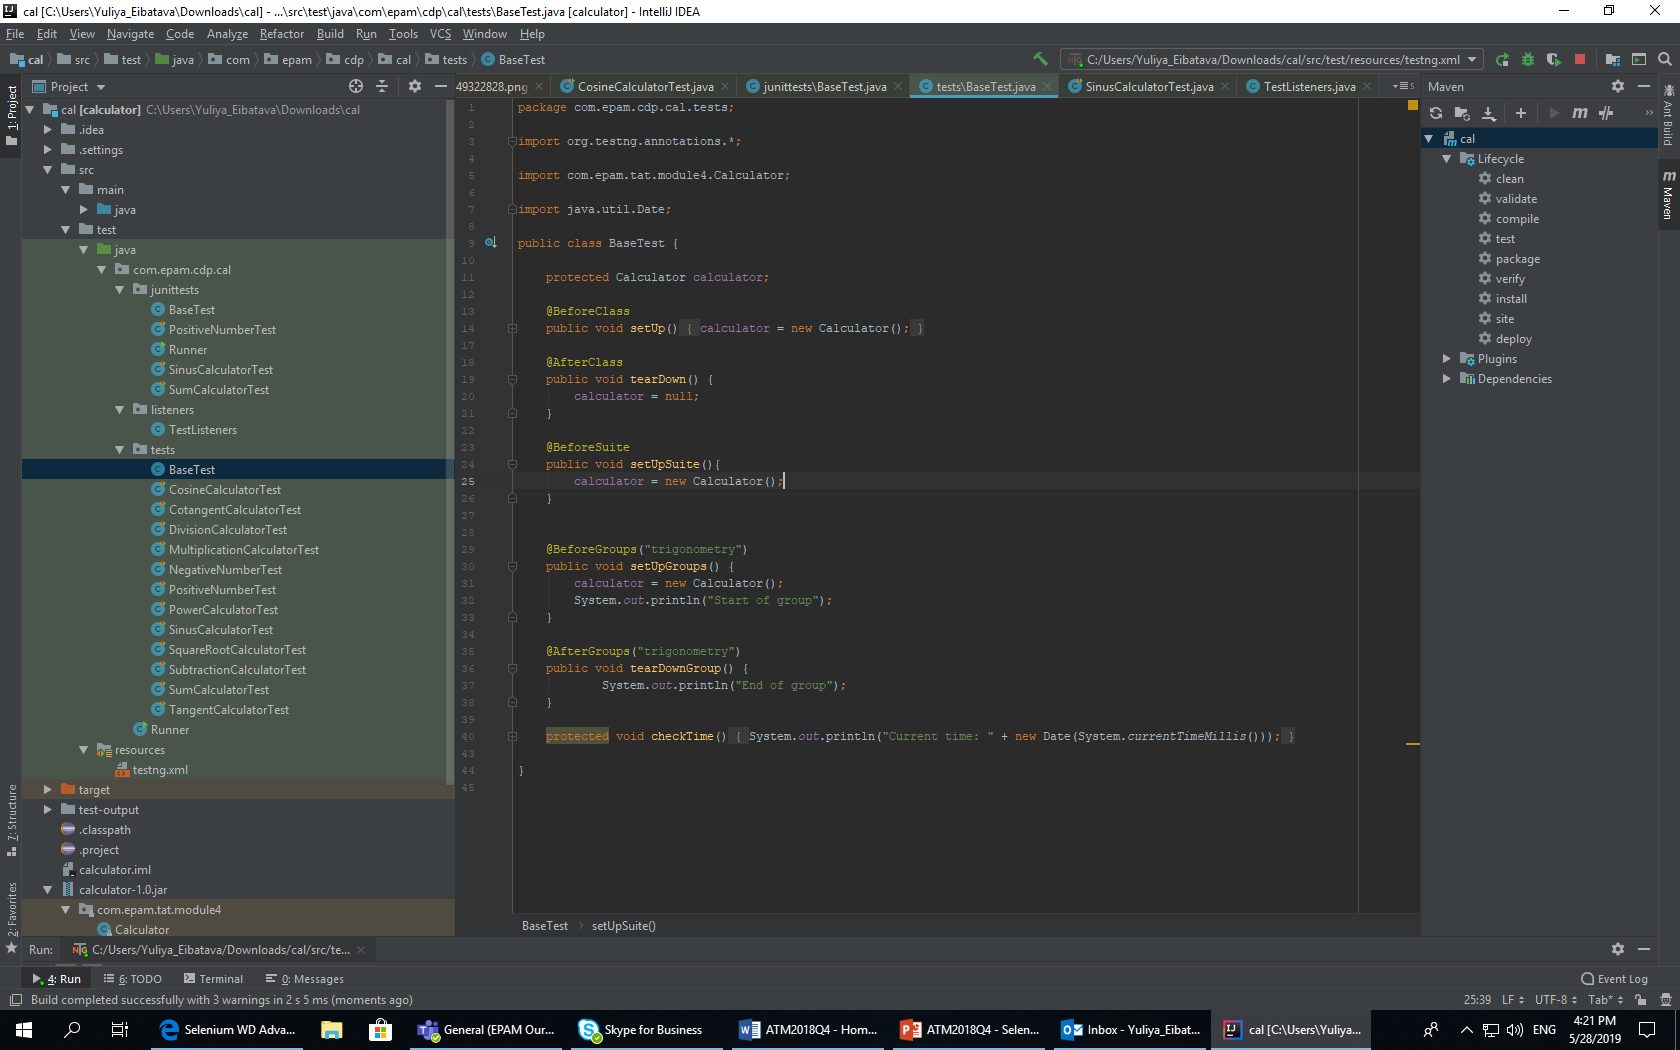 cal [C:\Users\Yuliya_Eibatava\Downloads\cal] - ...\src\test\java\com\epam\cdp\cal\tests\BaseTest.java [calculator] - IntelliJ IDEA
File Edit View Navigate Code Analyze Refactor Build Run Tools VCS Window Help
cal src test java com epam cdp cal tests BaseTest C:/Users/Yuliya_Eibatava/Downloads/cal/src/test/resources/testng.xml
Project 49322828.png CosineCalculatorTest.java junittests\BaseTest.java tests\BaseTest.java SinusCalculatorTest.java TestListeners.java Maven
1: Project
7: Structure
2: Favorites
Ant Build
Maven
cal [calculator] C:\Users\Yuliya_Eibatava\Downloads\cal
.idea
.settings
src
main
java
test
java
com.epam.cdp.cal
junittests
BaseTest
PositiveNumberTest
Runner
SinusCalculatorTest
SumCalculatorTest
listeners
TestListeners
tests
BaseTest
CosineCalculatorTest
CotangentCalculatorTest
DivisionCalculatorTest
MultiplicationCalculatorTest
NegativeNumberTest
PositiveNumberTest
PowerCalculatorTest
SinusCalculatorTest
SquareRootCalculatorTest
SubtractionCalculatorTest
SumCalculatorTest
TangentCalculatorTest
Runner
resources
testng.xml
target
test-output
.classpath
.project
calculator.iml
calculator-1.0.jar
com.epam.tat.module4
Calculator
1 package com.epam.cdp.cal.tests;
2
3 import org.testng.annotations.*;
4
5 import com.epam.tat.module4.Calculator;
6
7 import java.util.Date;
8
9 public class BaseTest {
10
11 protected Calculator calculator;
12
13 @BeforeClass
14 public void setUp() { calculator = new Calculator(); }
17
18 @AfterClass
19 public void tearDown() {
20 calculator = null;
21 }
22
23 @BeforeSuite
24 public void setUpSuite(){
25 calculator = new Calculator();
26 }
27
28
29 @BeforeGroups("trigonometry")
30 public void setUpGroups() {
31 calculator = new Calculator();
32 System.out.println("Start of group");
33 }
34
35 @AfterGroups("trigonometry")
36 public void tearDownGroup() {
37 System.out.println("End of group");
38 }
39
40 protected void checkTime() { System.out.println("Current time: " + new Date(System.currentTimeMillis())); }
43
44 }
45
BaseTest setUpSuite()
cal
Lifecycle
clean
validate
compile
test
package
verify
install
site
deploy
Plugins
Dependencies
Run: C:/Users/Yuliya_Eibatava/Downloads/cal/src/te...
4: Run 6: TODO Terminal 0: Messages Event Log
Build completed successfully with 3 warnings in 2 s 5 ms (moments ago) 25:39 LF UTF-8 Tab*
Selenium WD Adva... General (EPAM Our... Skype for Business ATM2018Q4 - Hom... ATM2018Q4 - Selen... Inbox - Yuliya_Eibat... cal [C:\Users\Yuliya... ENG 4:21 PM
5/28/2019